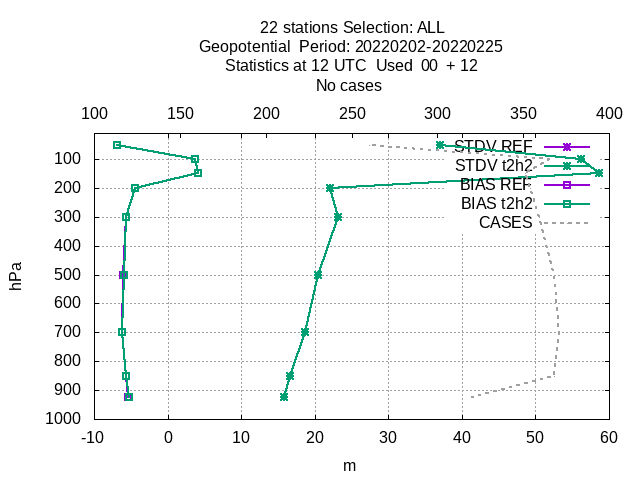 22 stations Selection: ALL
Geopotential  Period: 20220202-20220225
Statistics at 12 UTC  Used  00  + 12
No cases
100 150 200 250 300 350 400
STDV REF
STDV t2h2
BIAS REF
BIAS t2h2
CASES
hPa
100
200
300
400
500
600
700
800
900
1000
-10 0 10 20 30 40 50 60
m